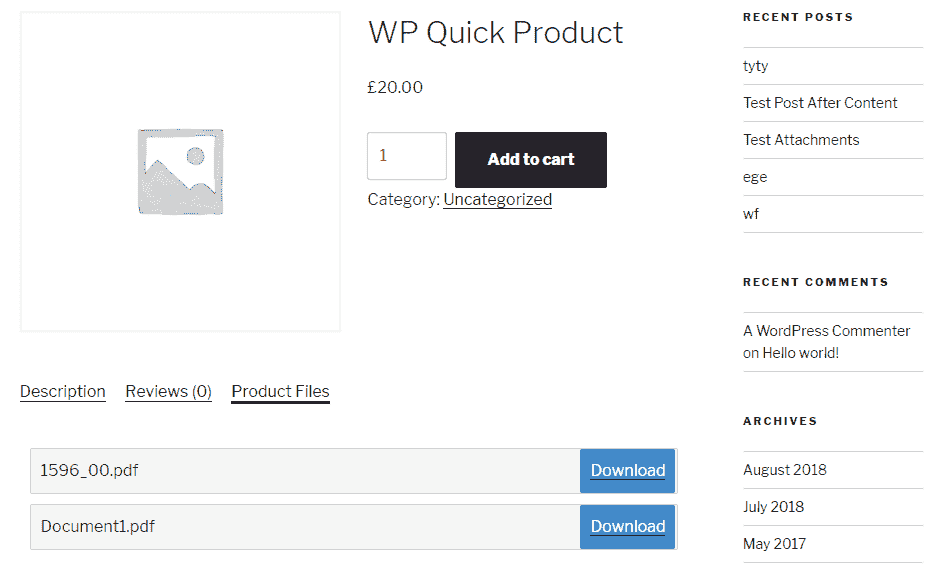 WP Quick Product
£20.00
1
Add to cart
Category: Uncategorized
Description Reviews (0) Product Files
1596_00.pdf Download
Document1.pdf Download
RECENT POSTS
tyty
Test Post After Content
Test Attachments
ege
wf
RECENT COMMENTS
A WordPress Commenter
on Hello world!
ARCHIVES
August 2018
July 2018
May 2017